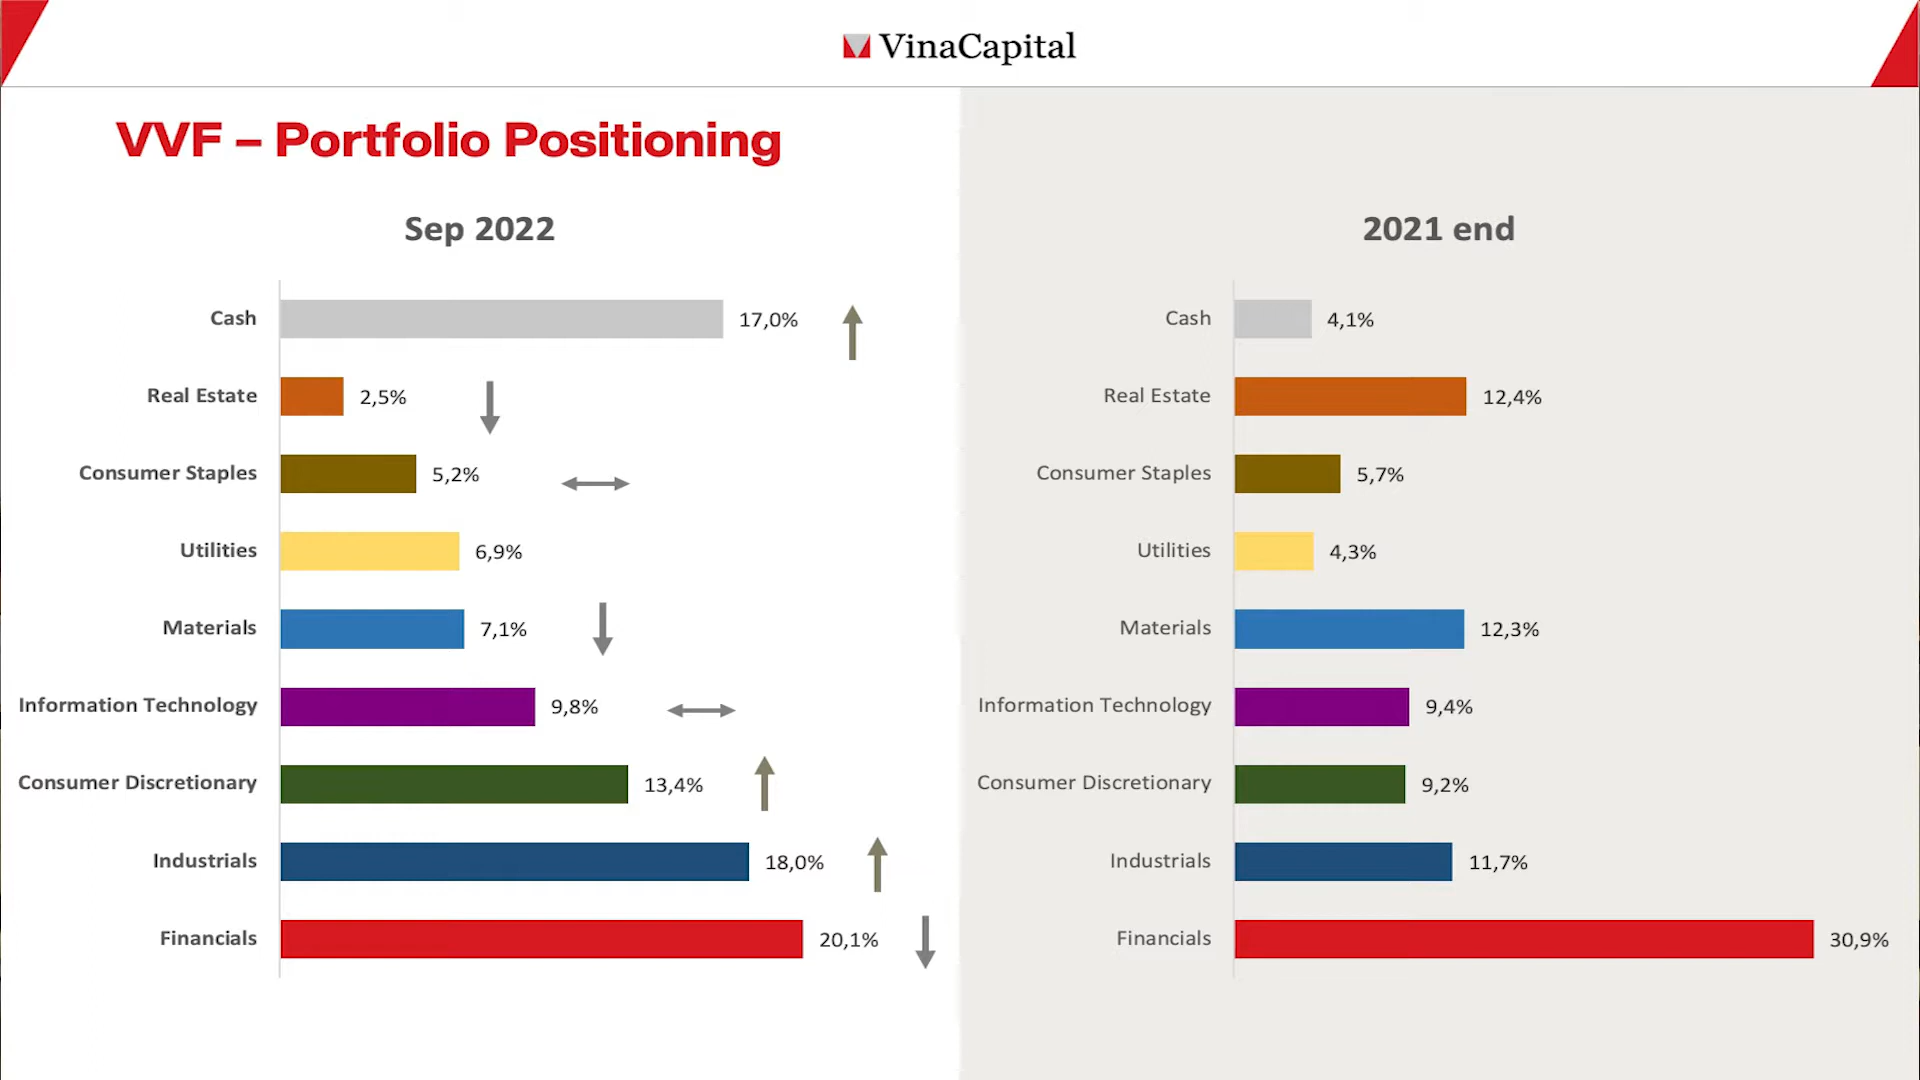 VinaCapital
VVF – Portfolio Positioning
Sep 2022
Cash 17,0%
Real Estate 2,5%
Consumer Staples 5,2%
Utilities 6,9%
Materials 7,1%
Information Technology 9,8%
Consumer Discretionary 13,4%
Industrials 18,0%
Financials 20,1%
2021 end
Cash 4,1%
Real Estate 12,4%
Consumer Staples 5,7%
Utilities 4,3%
Materials 12,3%
Information Technology 9,4%
Consumer Discretionary 9,2%
Industrials 11,7%
Financials 30,9%